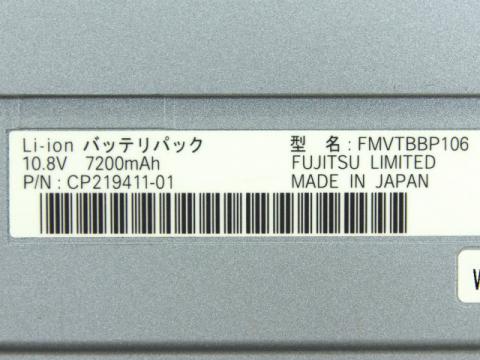 Li-ion バッテリパック 型 名 : FMVTBBP106
10.8V 7200mAh FUJITSU LIMITED
P/N : CP219411-01 MADE IN JAPAN